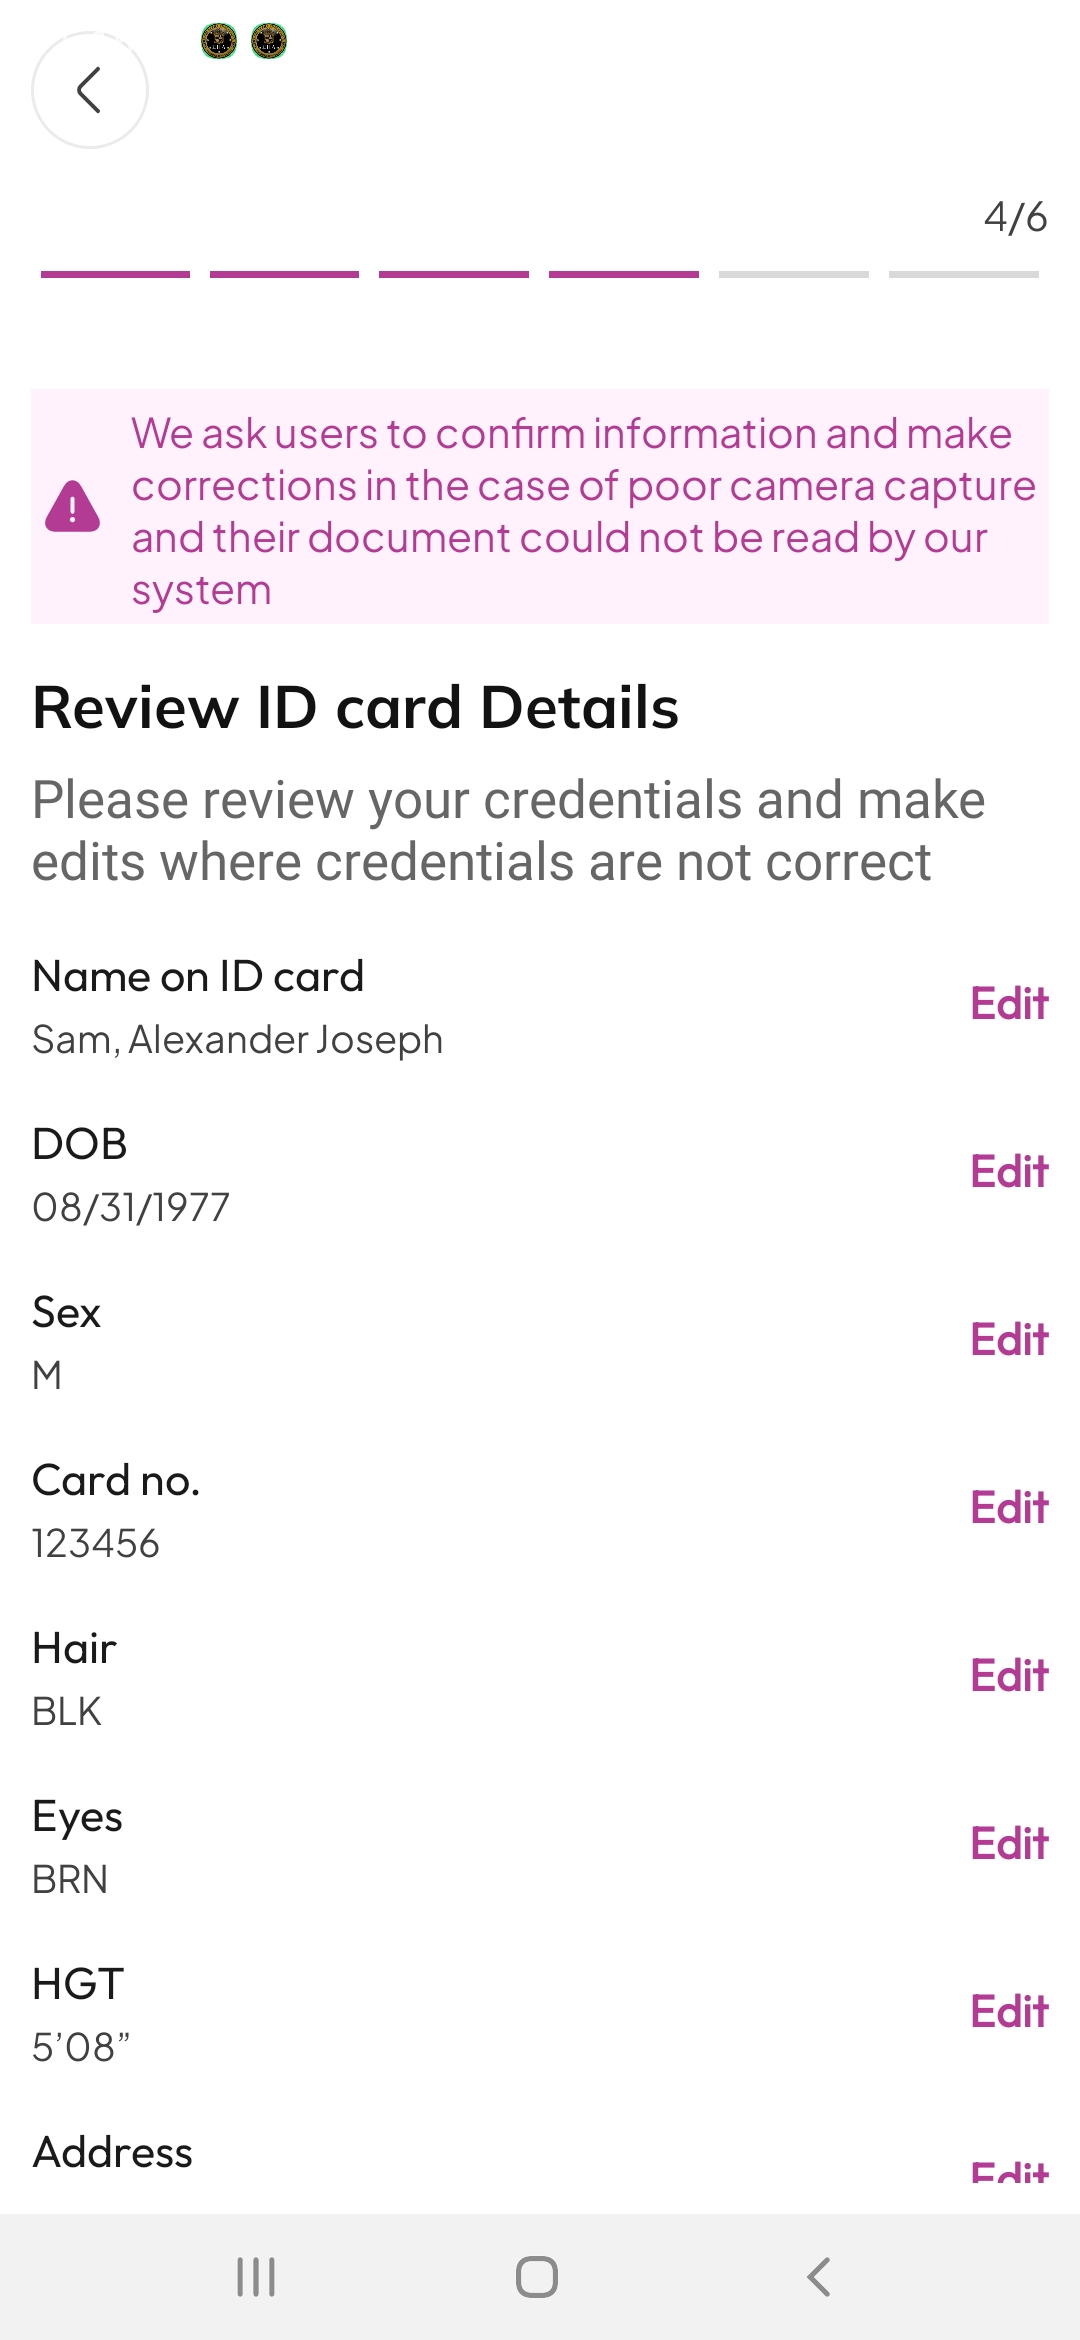 4/6
We ask users to confirm information and make
corrections in the case of poor camera capture
and their document could not be read by our
system
Review ID card Details
Please review your credentials and make
edits where credentials are not correct
Name on ID card
Edit
Sam, Alexander Joseph
DOB
Edit
08/31/1977
Sex
Edit
M
Card no.
Edit
123456
Hair
Edit
BLK
Eyes
Edit
BRN
HGT
Edit
5’08”
Address
Edit